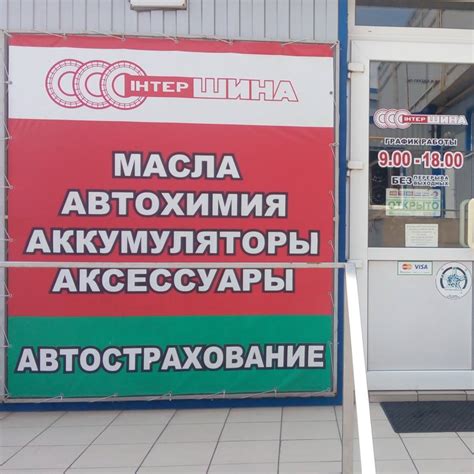 ІНТЕР ШИНА
МАСЛА
АВТОХИМИЯ
АККУМУЛЯТОРЫ
АКСЕССУАРЫ
АВТОСТРАХОВАНИЕ
ІНТЕР ШИНА
ГРАФИК РАБОТЫ
9.00 - 18.00
БЕЗ ПЕРЕРЫВА
ВЫХОДНЫХ
ОТКРЫТО
VISA